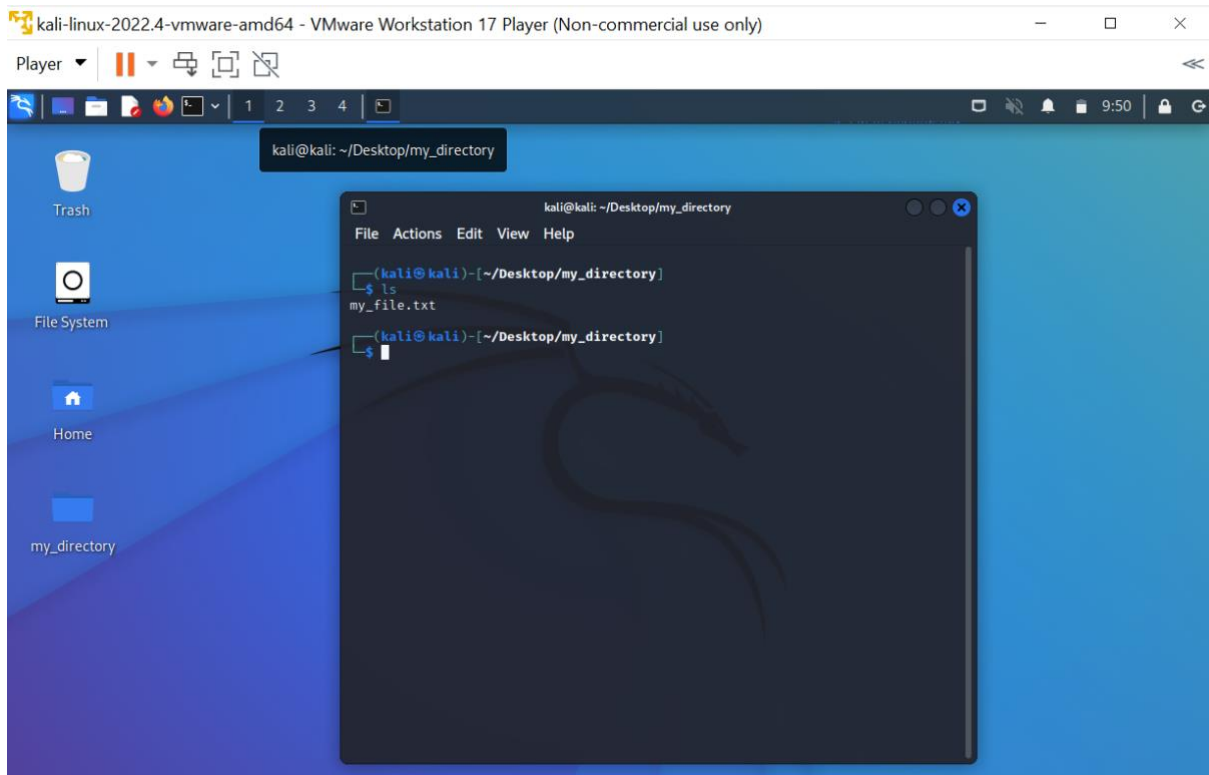 kali-linux-2022.4-vmware-amd64 - VMware Workstation 17 Player (Non-commercial use only)
Player
1 2 3 4
9:50
kali@kali: ~/Desktop/my_directory
Trash
File System
Home
my_directory
kali@kali: ~/Desktop/my_directory
File Actions Edit View Help
(kali㉿kali)-[~/Desktop/my_directory]
$ ls
my_file.txt
(kali㉿kali)-[~/Desktop/my_directory]
$